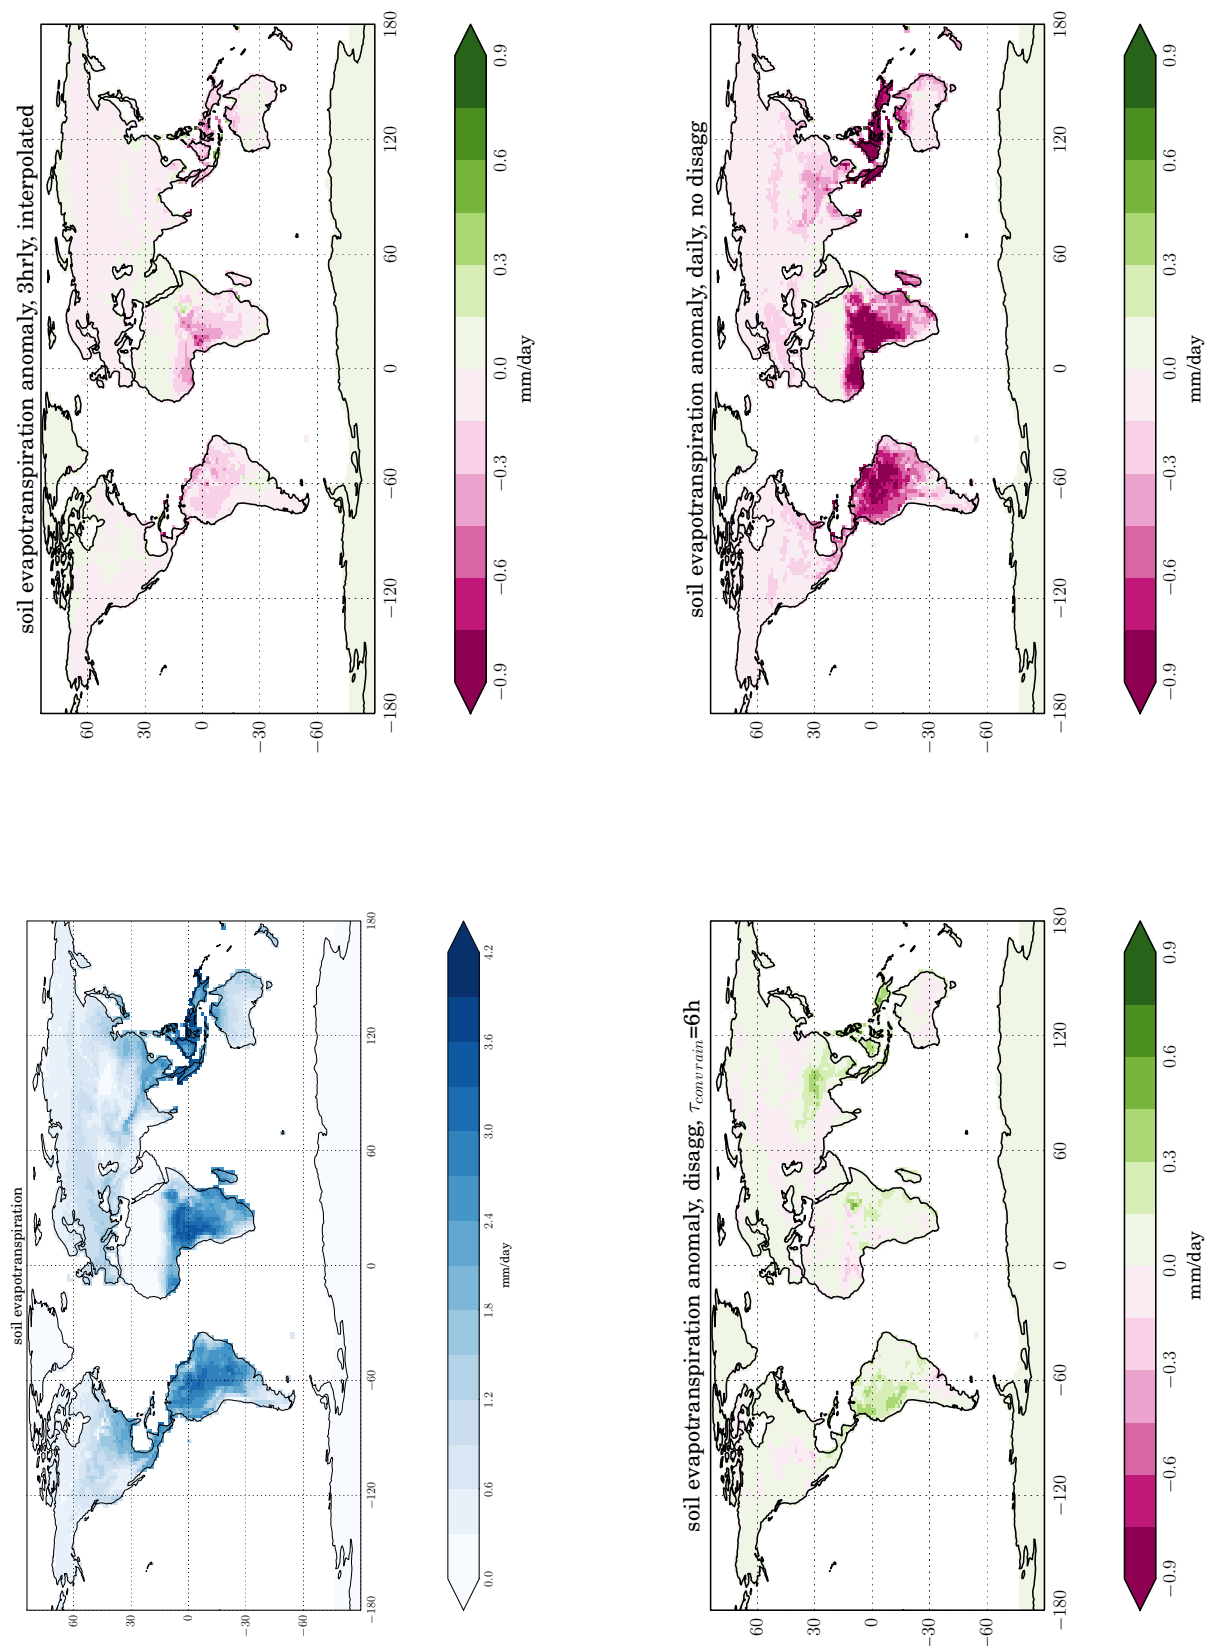 soil evapotranspiration
60
30
0
−30
−60
−180 −120 −60 0 60 120 180
0.0 0.6 1.2 1.8 2.4 3.0 3.6 4.2
mm/day
soil evapotranspiration anomaly, 3hrly, interpolated
60
30
0
−30
−60
−180 −120 −60 0 60 120 180
−0.9 −0.6 −0.3 0.0 0.3 0.6 0.9
mm/day
soil evapotranspiration anomaly, disagg, τconvrain=6h
60
30
0
−30
−60
−180 −120 −60 0 60 120 180
−0.9 −0.6 −0.3 0.0 0.3 0.6 0.9
mm/day
soil evapotranspiration anomaly, daily, no disagg
60
30
0
−30
−60
−180 −120 −60 0 60 120 180
−0.9 −0.6 −0.3 0.0 0.3 0.6 0.9
mm/day